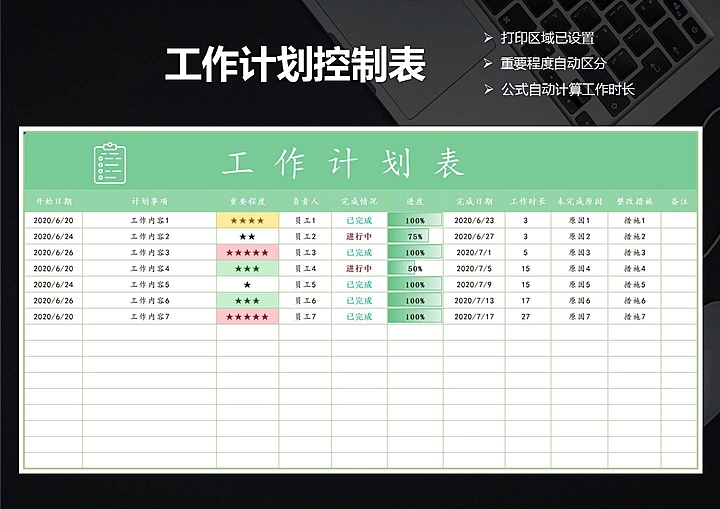 工作计划控制表
➢ 打印区域已设置
➢ 重要程度自动区分
➢ 公式自动计算工作时长
工作计划表
开始日期 计划事项 重要程度 负责人 完成情况 进度 完成日期 工作时长 未完成原因 整改措施 备注
2020/6/20 工作内容1 ★★★★ 员工1 已完成 100% 2020/6/23 3 原因1 措施1
2020/6/24 工作内容2 ★★ 员工2 进行中 75% 2020/6/27 3 原因2 措施2
2020/6/26 工作内容3 ★★★★★ 员工3 已完成 100% 2020/7/1 5 原因3 措施3
2020/6/20 工作内容4 ★★★ 员工4 进行中 50% 2020/7/5 15 原因4 措施4
2020/6/24 工作内容5 ★ 员工5 已完成 100% 2020/7/9 15 原因5 措施5
2020/6/26 工作内容6 ★★★ 员工6 已完成 100% 2020/7/13 17 原因6 措施6
2020/6/20 工作内容7 ★★★★★ 员工7 已完成 100% 2020/7/17 27 原因7 措施7